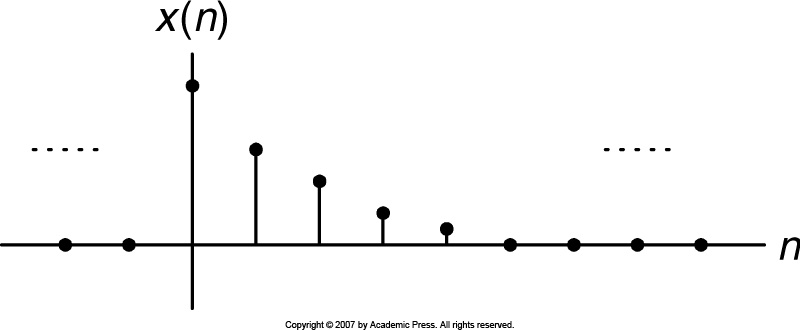 x(n)
n
Copyright © 2007 by Academic Press. All rights reserved.